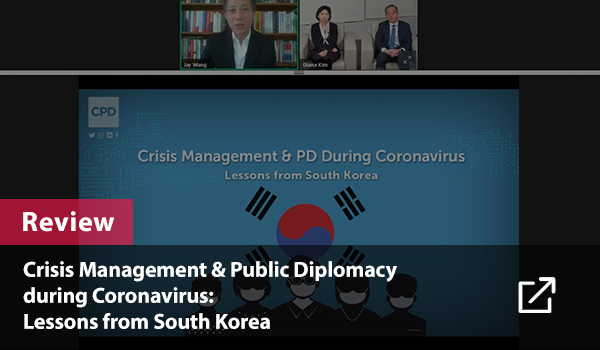 Jay Wang
Diana Kim
CPD
Crisis Management & PD During Coronavirus
Lessons from South Korea
Review
Crisis Management & Public Diplomacy
during Coronavirus:
Lessons from South Korea